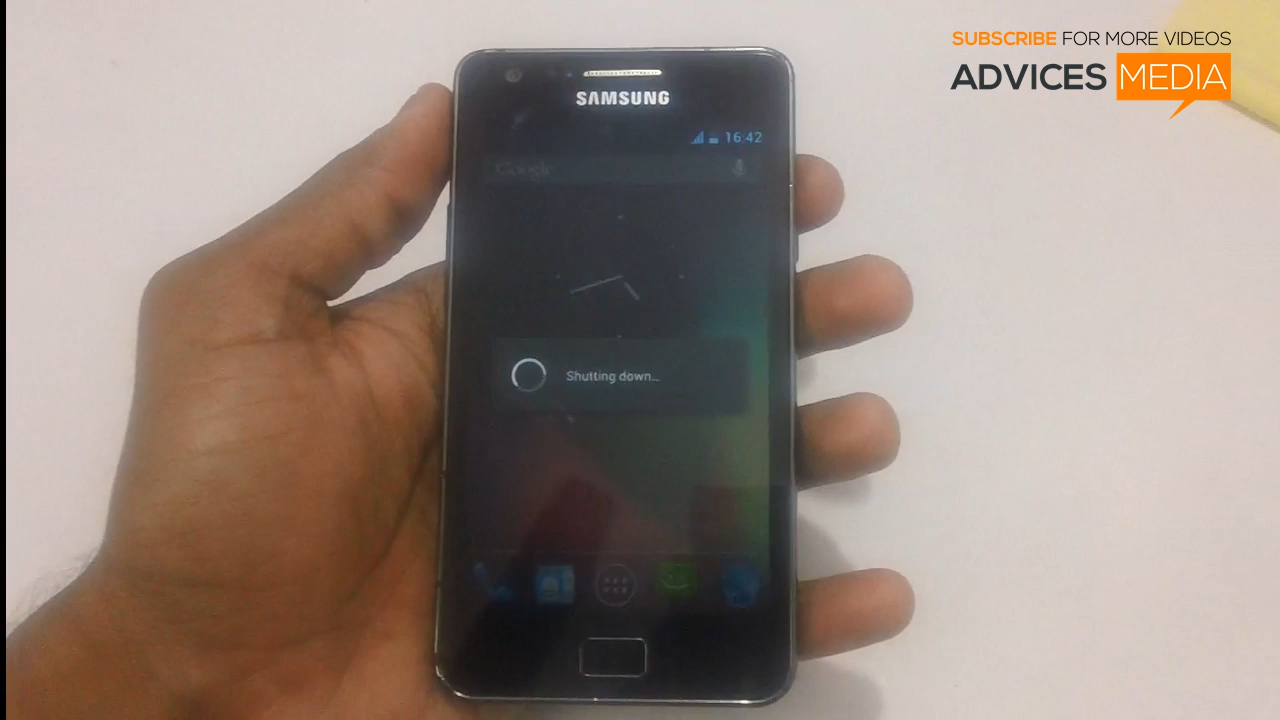 SUBSCRIBE FOR MORE VIDEOS
ADVICES MEDIA
SAMSUNG
16:42
Google
Shutting down...